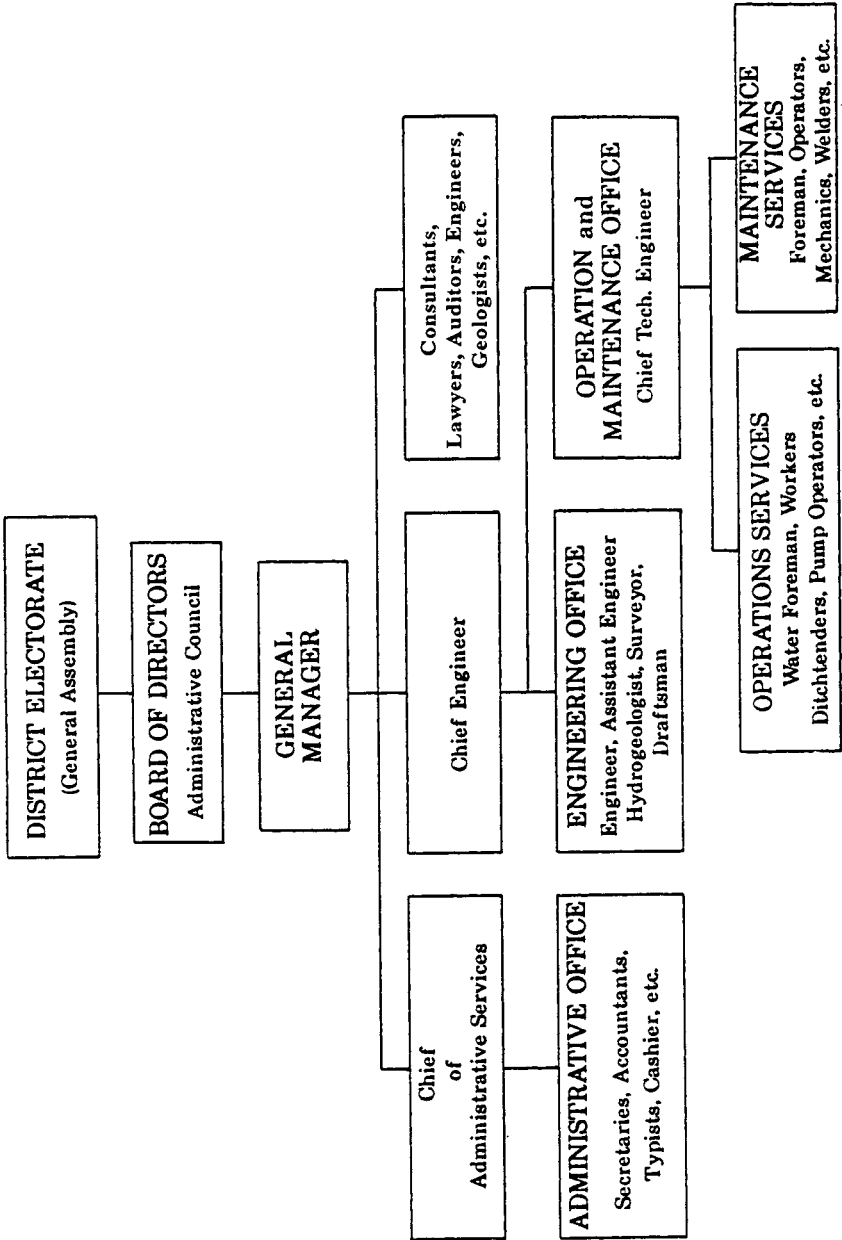 DISTRICT ELECTORATE
(General Assembly)
BOARD OF DIRECTORS
Administrative Council
GENERAL
MANAGER
Chief
of
Administrative Services
Chief Engineer
Consultants,
Lawyers, Auditors, Engineers,
Geologists, etc.
ADMINISTRATIVE OFFICE
Secretaries, Accountants,
Typists, Cashier, etc.
ENGINEERING OFFICE
Engineer, Assistant Engineer
Hydrogeologist, Surveyor,
Draftsman
OPERATION and
MAINTENANCE OFFICE
Chief Tech. Engineer
OPERATIONS SERVICES
Water Foreman, Workers
Ditchtenders, Pump Operators, etc.
MAINTENANCE
SERVICES
Foreman, Operators,
Mechanics, Welders, etc.